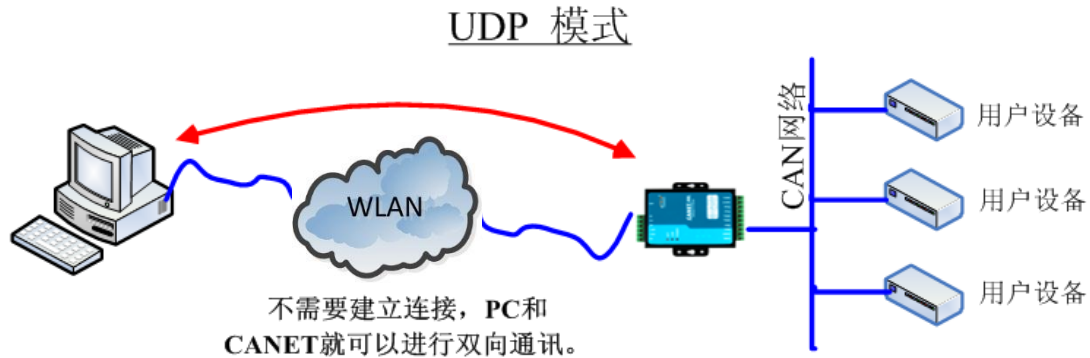 UDP 模式
CAN网络
用户设备
用户设备
用户设备
WLAN
CANET
不需要建立连接，PC和
CANET就可以进行双向通讯。